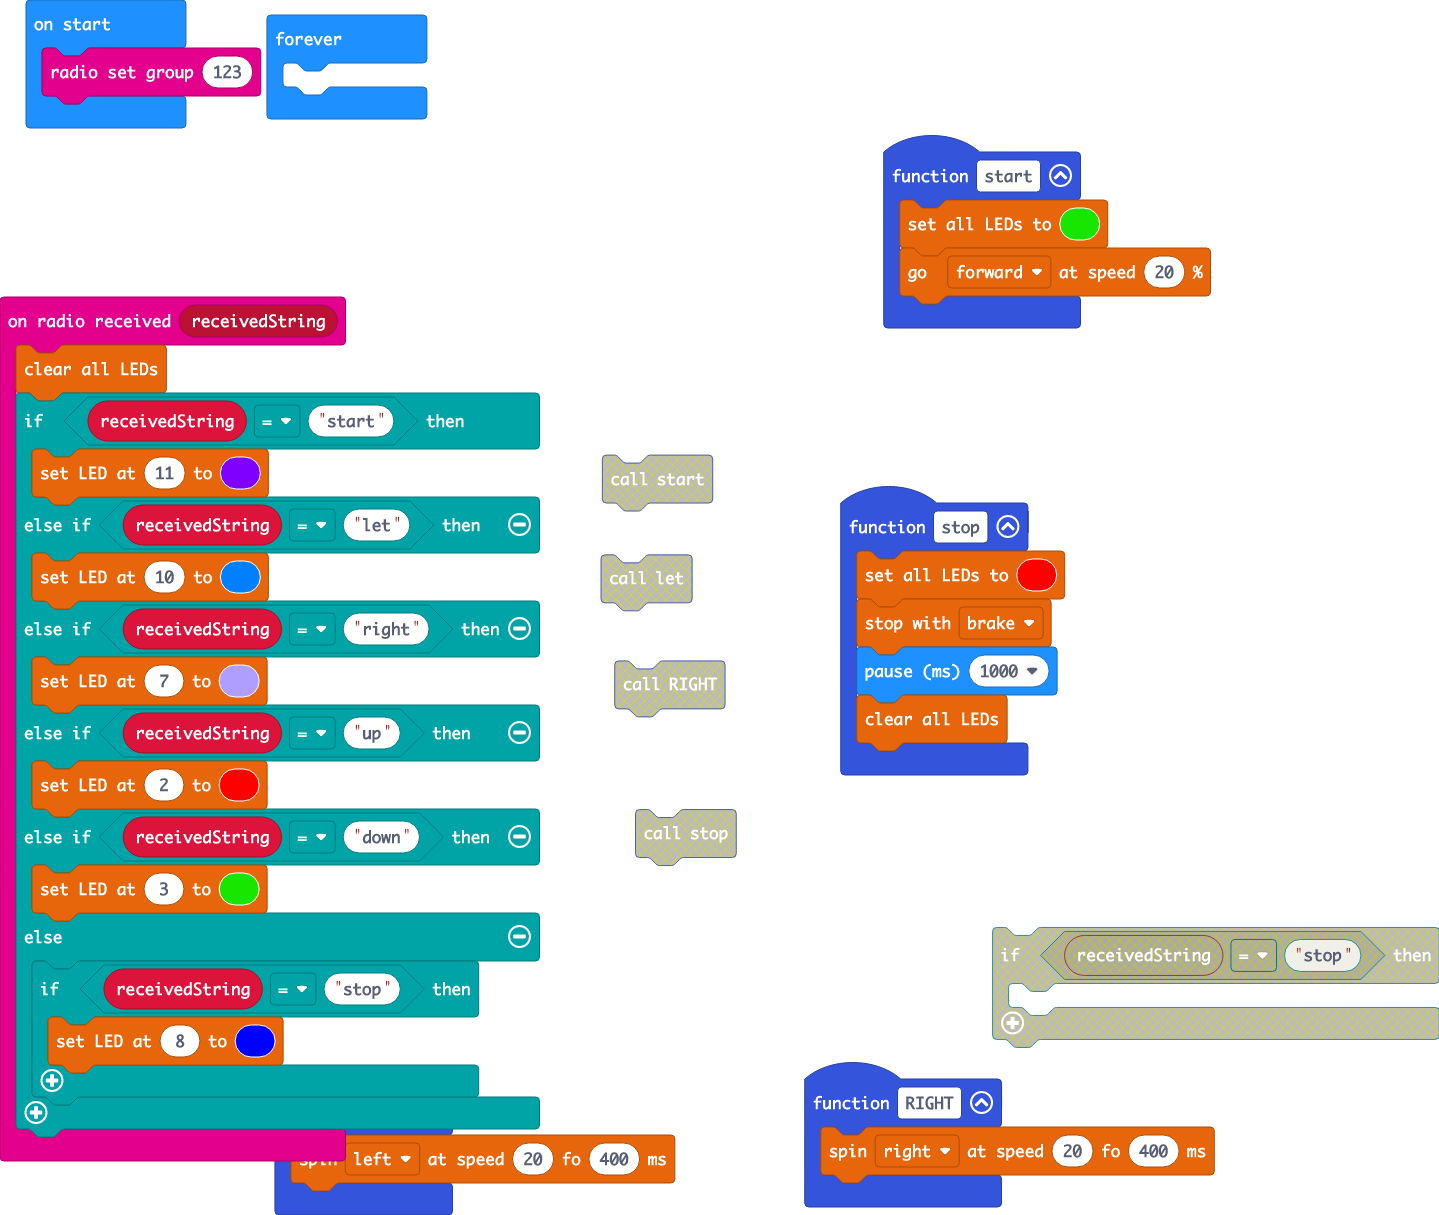 on start
radio set group 123
forever
function start
set all LEDs to
go forward at speed 20 %
on radio received receivedString
clear all LEDs
if receivedString = "start" then
set LED at 11 to
else if receivedString = "let" then
set LED at 10 to
else if receivedString = "right" then
set LED at 7 to
else if receivedString = "up" then
set LED at 2 to
else if receivedString = "down" then
set LED at 3 to
else
if receivedString = "stop" then
set LED at 8 to
call start
call let
call RIGHT
call stop
function stop
set all LEDs to
stop with brake
pause (ms) 1000
clear all LEDs
if receivedString = "stop" then
spin left at speed 20 fo 400 ms
function RIGHT
spin right at speed 20 fo 400 ms